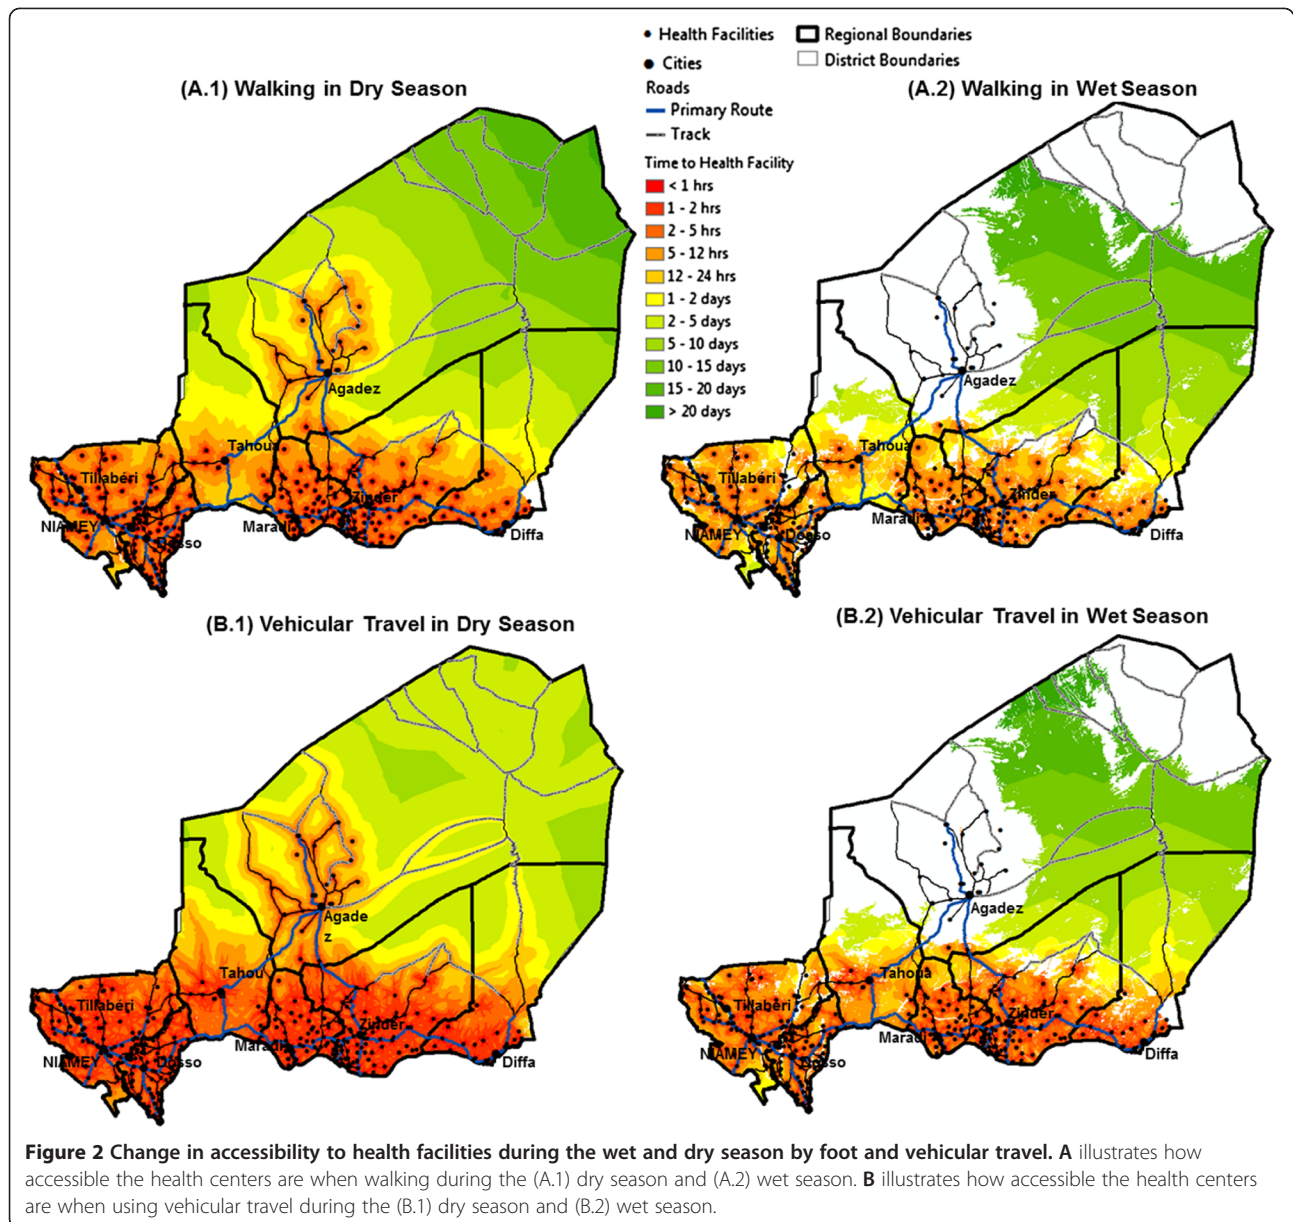 Health Facilities
Cities
Roads
Primary Route
Track
Time to Health Facility
< 1 hrs
1 - 2 hrs
2 - 5 hrs
5 - 12 hrs
12 - 24 hrs
1 - 2 days
2 - 5 days
5 - 10 days
10 - 15 days
15 - 20 days
> 20 days
Regional Boundaries
District Boundaries
(A.1) Walking in Dry Season
Agadez
Tahoua
Tillabéri
Zinder
NIAMEY
Maradi
Dosso
Diffa
(A.2) Walking in Wet Season
Agadez
Tahoua
Tillabéri
Zinder
Maradi
NIAMEY
Dosso
Diffa
(B.1) Vehicular Travel in Dry Season
Agade
z
Tahou
Tillabéri
Zinder
Maradi
NIAMEY
Dosso
Diffa
(B.2) Vehicular Travel in Wet Season
Agadez
Tahoua
Tillabéri
Zinder
Maradi
NIAMEY
Dosso
Diffa
Figure 2 Change in accessibility to health facilities during the wet and dry season by foot and vehicular travel. A illustrates how
accessible the health centers are when walking during the (A.1) dry season and (A.2) wet season. B illustrates how accessible the health centers
are when using vehicular travel during the (B.1) dry season and (B.2) wet season.